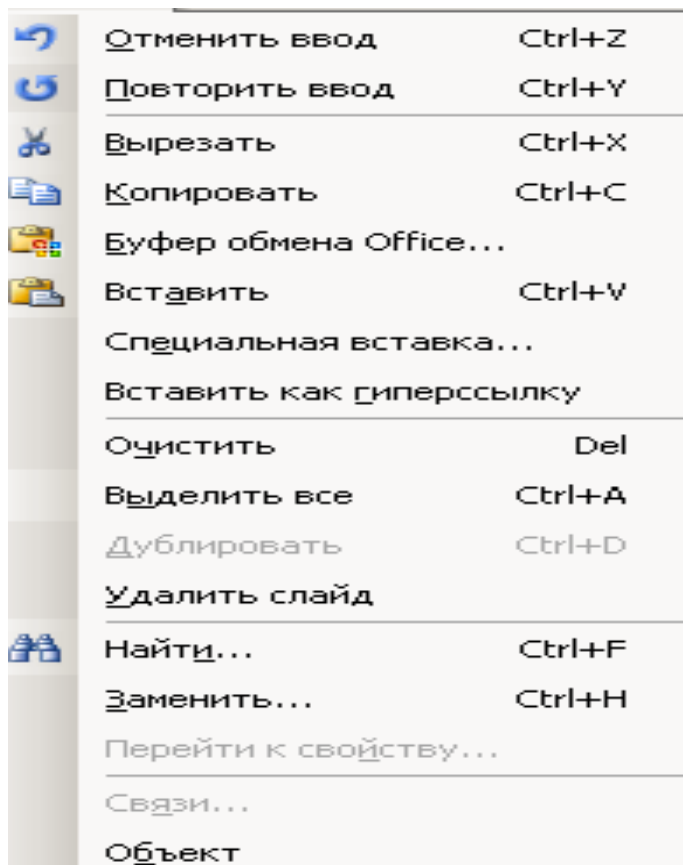 Отменить ввод Ctrl+Z
Повторить ввод Ctrl+Y
Вырезать Ctrl+X
Копировать Ctrl+C
Буфер обмена Office...
Вставить Ctrl+V
Специальная вставка...
Вставить как гиперссылку
Очистить Del
Выделить все Ctrl+A
Дублировать Ctrl+D
Удалить слайд
Найти... Ctrl+F
Заменить... Ctrl+H
Перейти к свойству...
Связи...
Объект